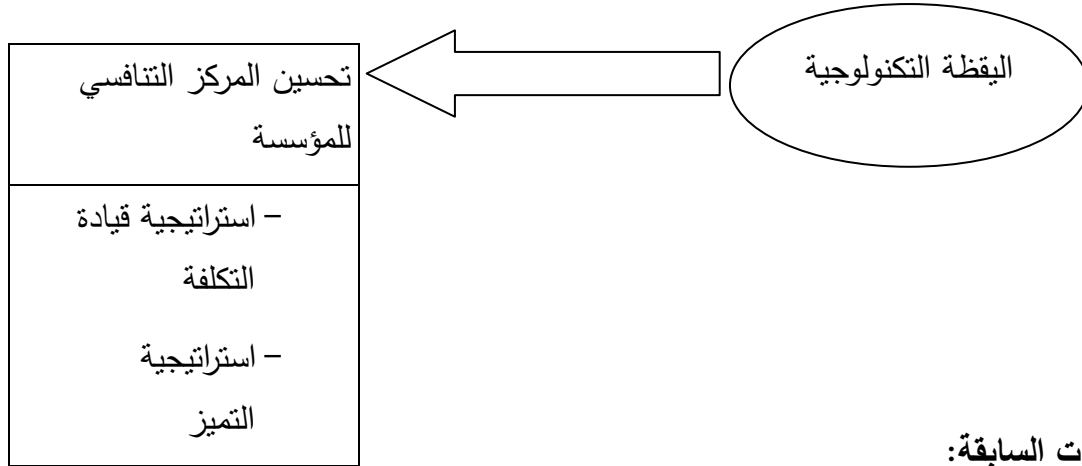 اليقظة التكنولوجية
تحسين المركز التنافسي
للمؤسسة
– استراتيجية قيادة
التكلفة
– استراتيجية
التميز
ت السابقة: